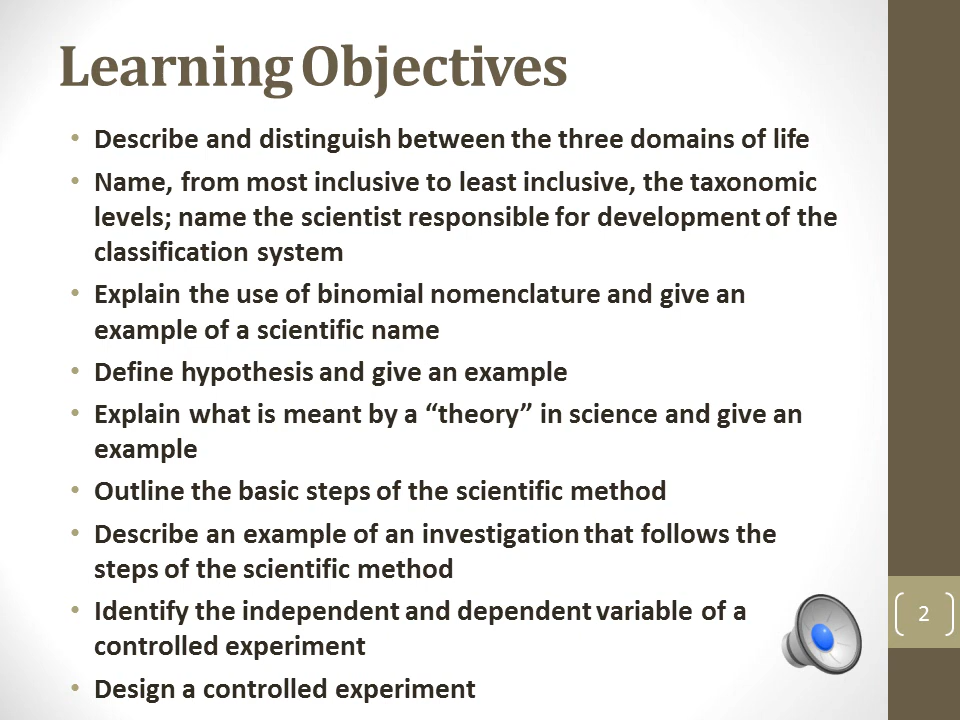 Learning Objectives
• Describe and distinguish between the three domains of life
• Name, from most inclusive to least inclusive, the taxonomic
levels; name the scientist responsible for development of the
classification system
• Explain the use of binomial nomenclature and give an
example of a scientific name
• Define hypothesis and give an example
• Explain what is meant by a “theory” in science and give an
example
• Outline the basic steps of the scientific method
• Describe an example of an investigation that follows the
steps of the scientific method
• Identify the independent and dependent variable of a
controlled experiment
• Design a controlled experiment
2